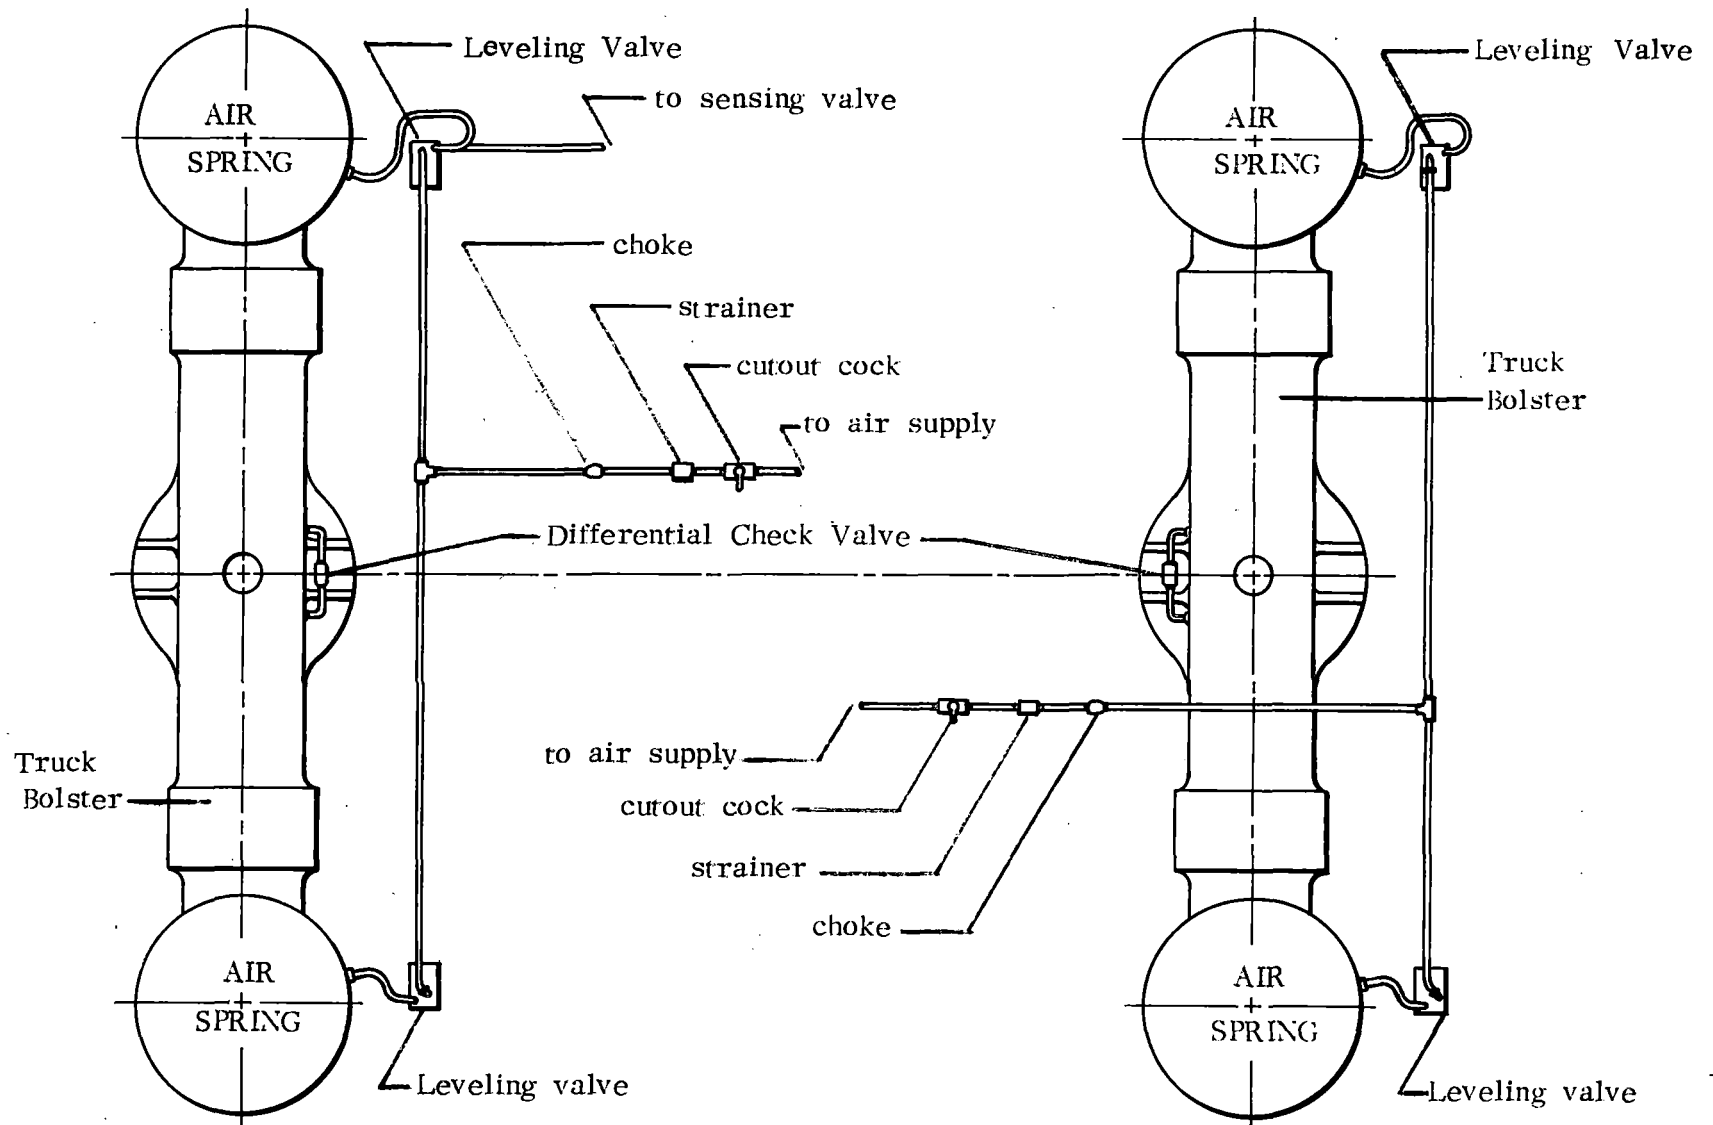 Leveling Valve
to sensing valve
AIR
SPRING
choke
strainer
cutout cock
to air supply
Differential Check Valve
Truck
Bolster
AIR
SPRING
Leveling valve
Leveling Valve
AIR
SPRING
Truck
Bolster
to air supply
cutout cock
strainer
choke
AIR
SPRING
Leveling valve